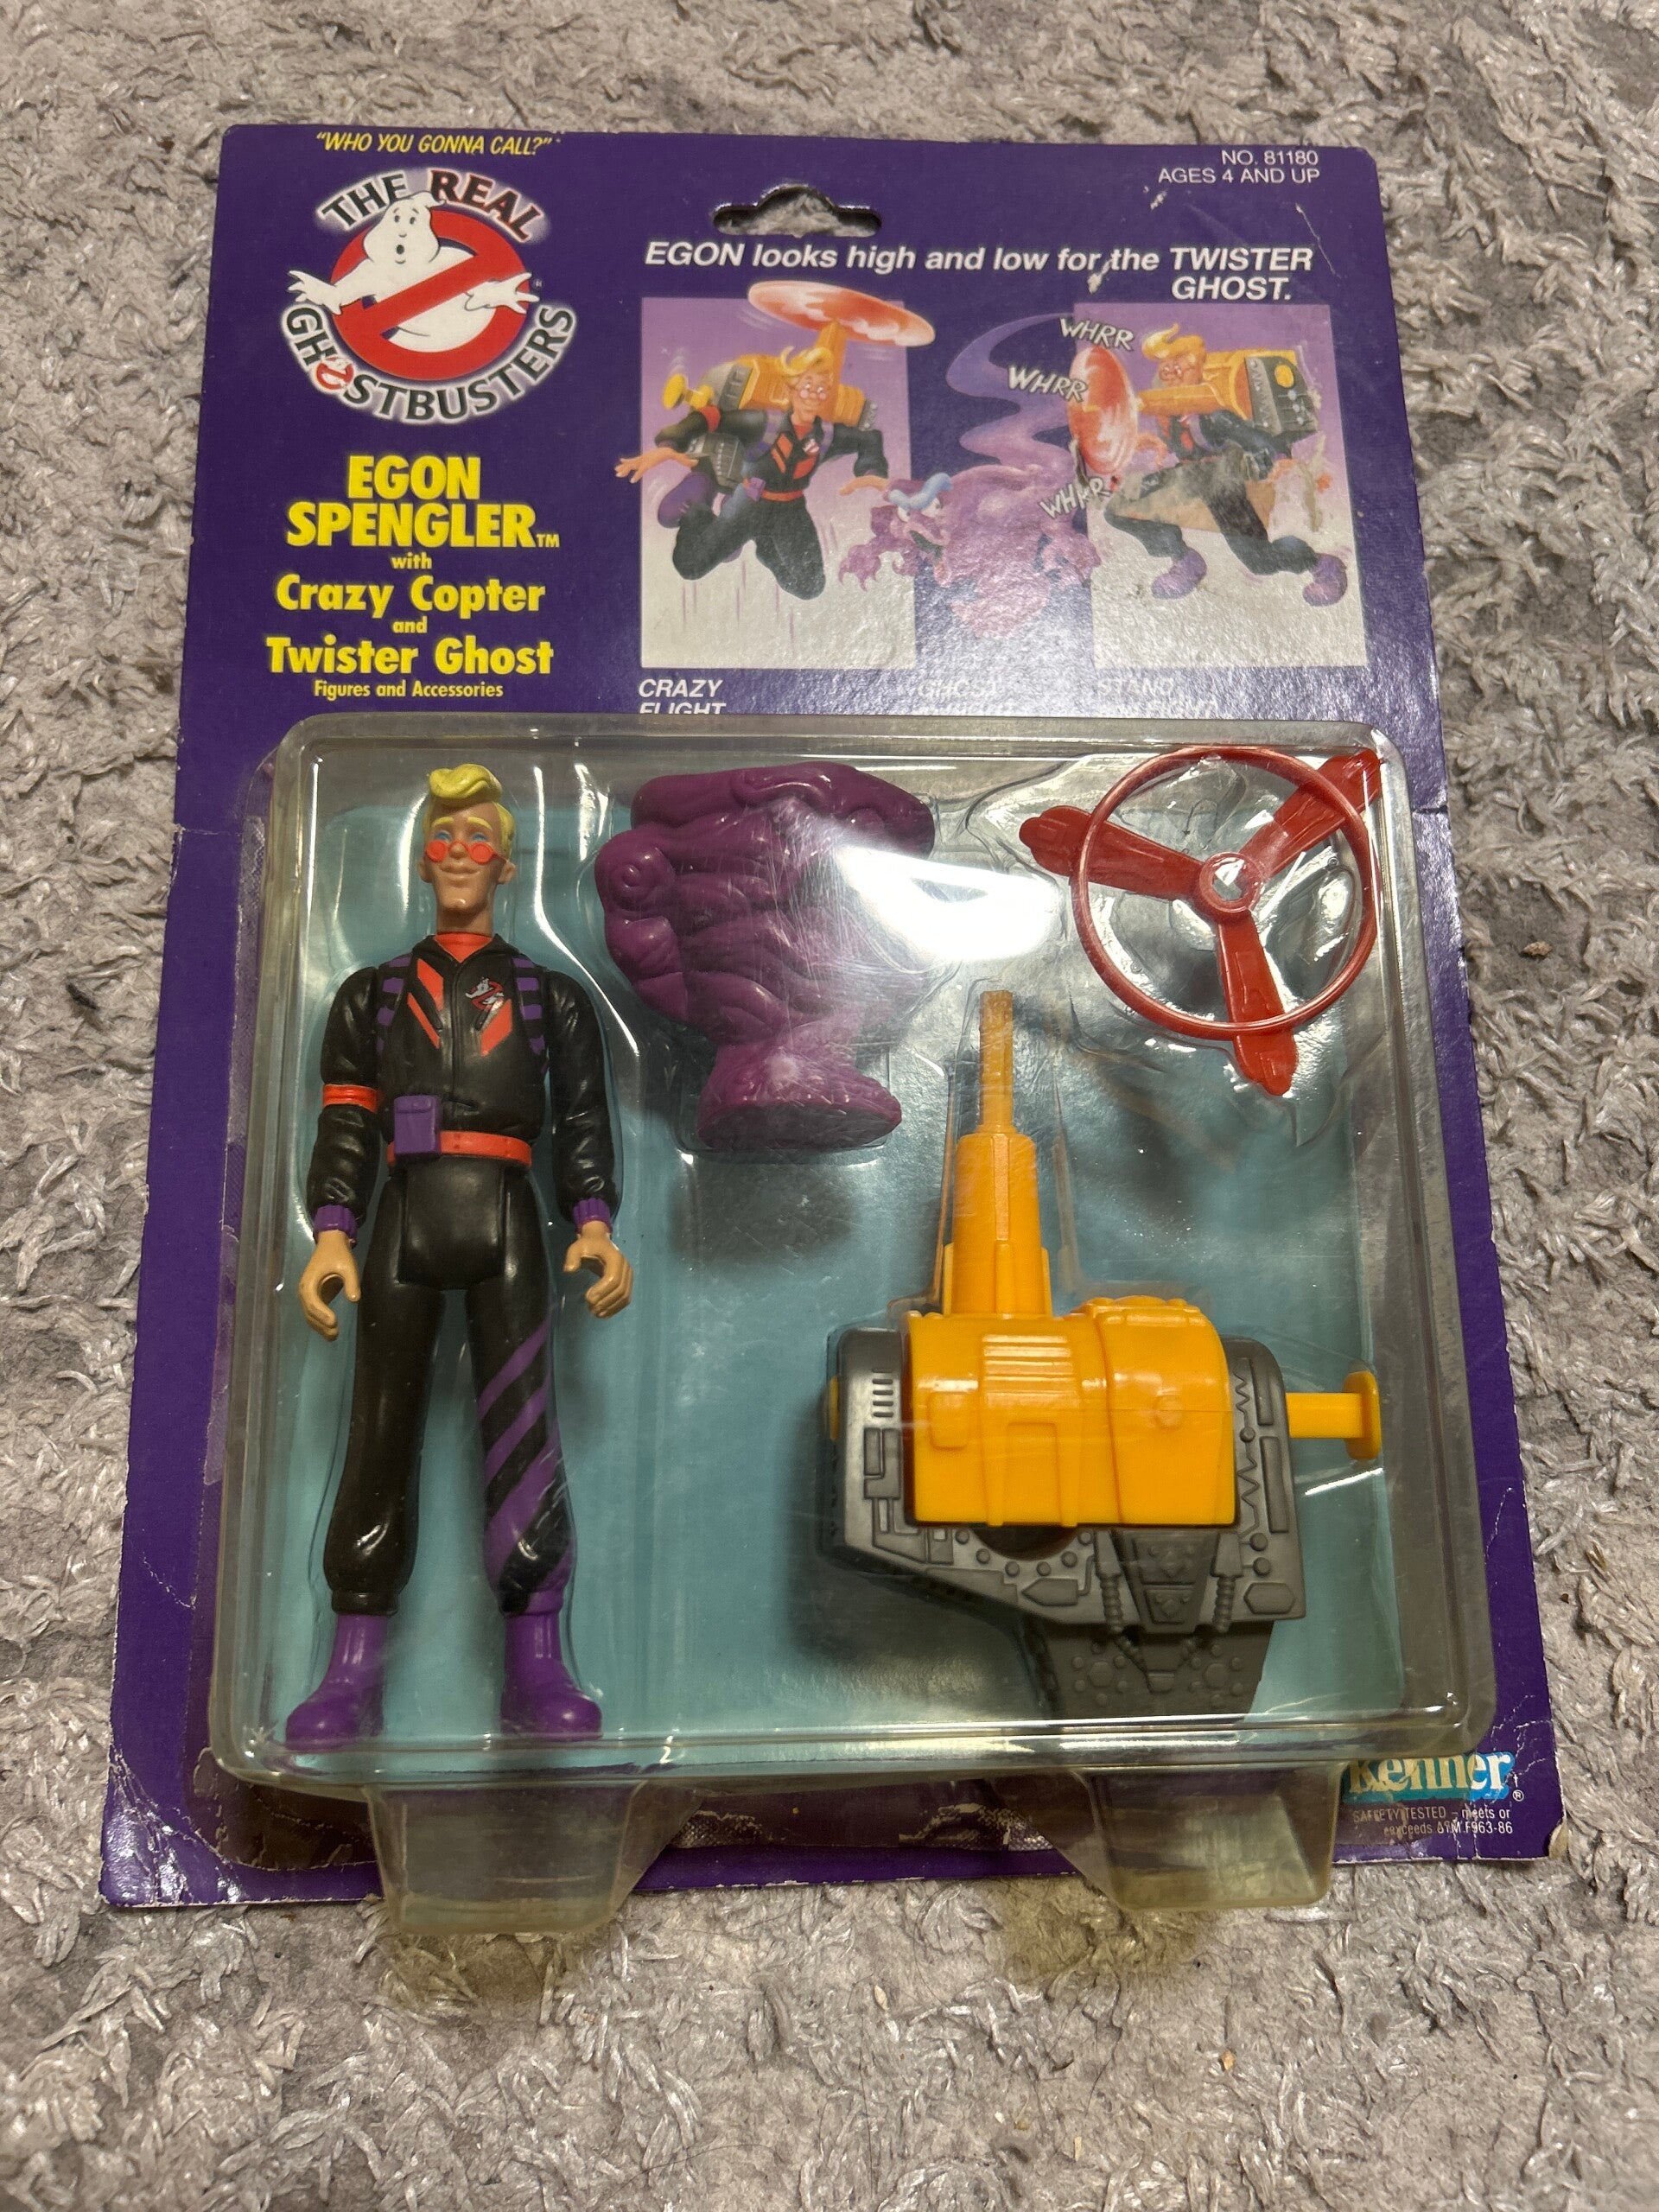 "WHO YOU GONNA CALL?"
THE REAL
GHOSTBUSTERS
NO. 81180
AGES 4 AND UP
EGON looks high and low for the TWISTER
GHOST.
EGON
SPENGLER™
with
Crazy Copter
and
Twister Ghost
Figures and Accessories
WHRR
WHRR
WHRR
CRAZY
FLIGHT
GHOST
Kenner®
SAFETY TESTED - meets or
exceeds ASTM F963-86